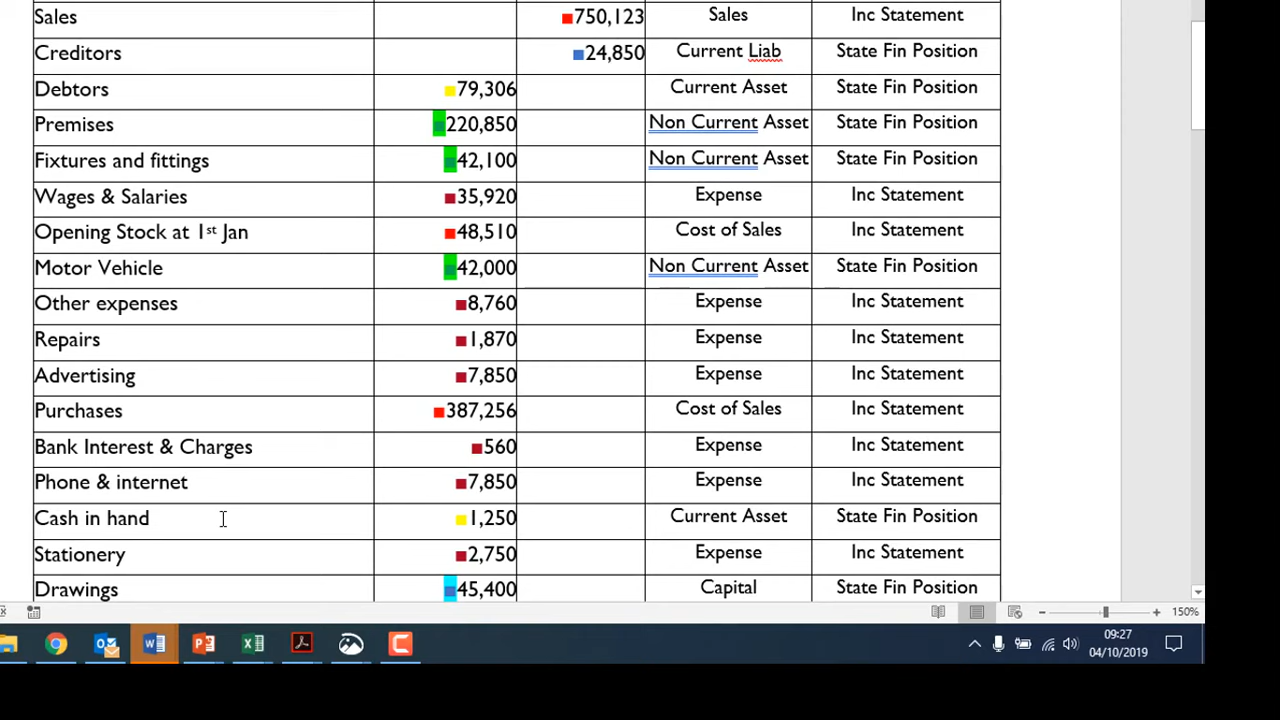 Sales 750,123 Sales Inc Statement
Creditors 24,850 Current Liab State Fin Position
Debtors 79,306 Current Asset State Fin Position
Premises 220,850 Non Current Asset State Fin Position
Fixtures and fittings 42,100 Non Current Asset State Fin Position
Wages & Salaries 35,920 Expense Inc Statement
Opening Stock at 1st Jan 48,510 Cost of Sales Inc Statement
Motor Vehicle 42,000 Non Current Asset State Fin Position
Other expenses 8,760 Expense Inc Statement
Repairs 1,870 Expense Inc Statement
Advertising 7,850 Expense Inc Statement
Purchases 387,256 Cost of Sales Inc Statement
Bank Interest & Charges 560 Expense Inc Statement
Phone & internet 7,850 Expense Inc Statement
Cash in hand 1,250 Current Asset State Fin Position
Stationery 2,750 Expense Inc Statement
Drawings 45,400 Capital State Fin Position
150%
09:27
04/10/2019